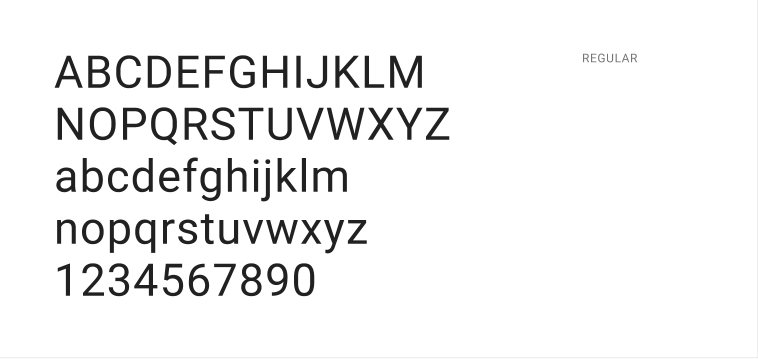 ABCDEFGHIJKLM
NOPQRSTUVWXYZ
abcdefghijklm
nopqrstuvwxyz
1234567890
REGULAR